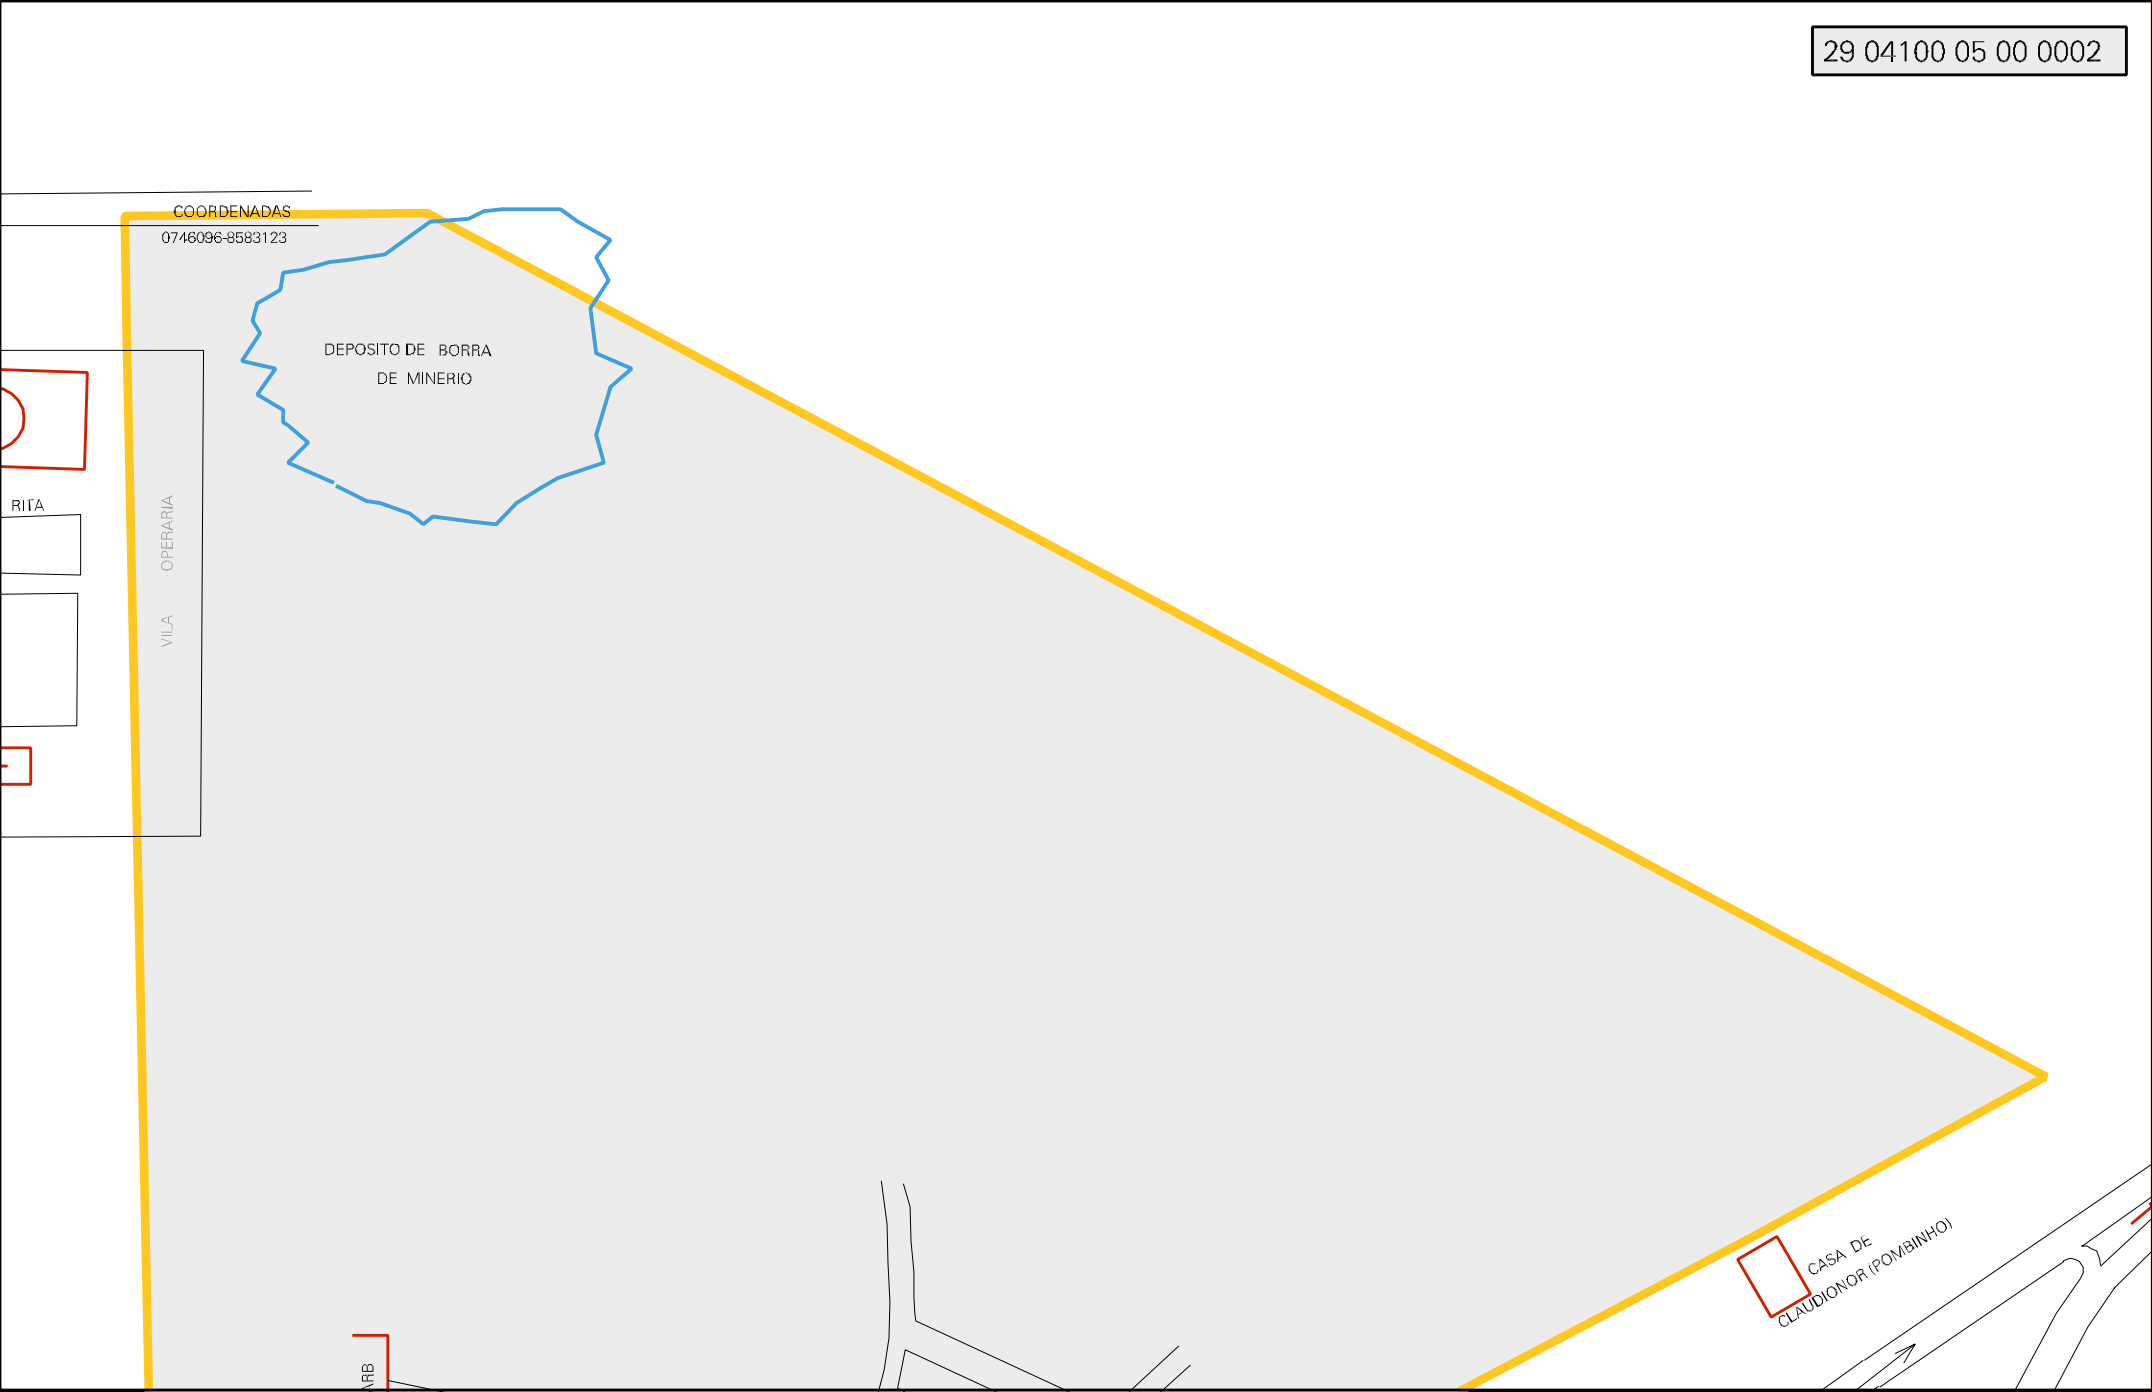 29 04100 05 00 0002
COORDENADAS
0746096-8583123
DEPOSITO DE BORRA
DE MINERIO
RITA
VILA OPERARIA
CASA DE
CLAUDIONOR (POMBINHO)
ARB